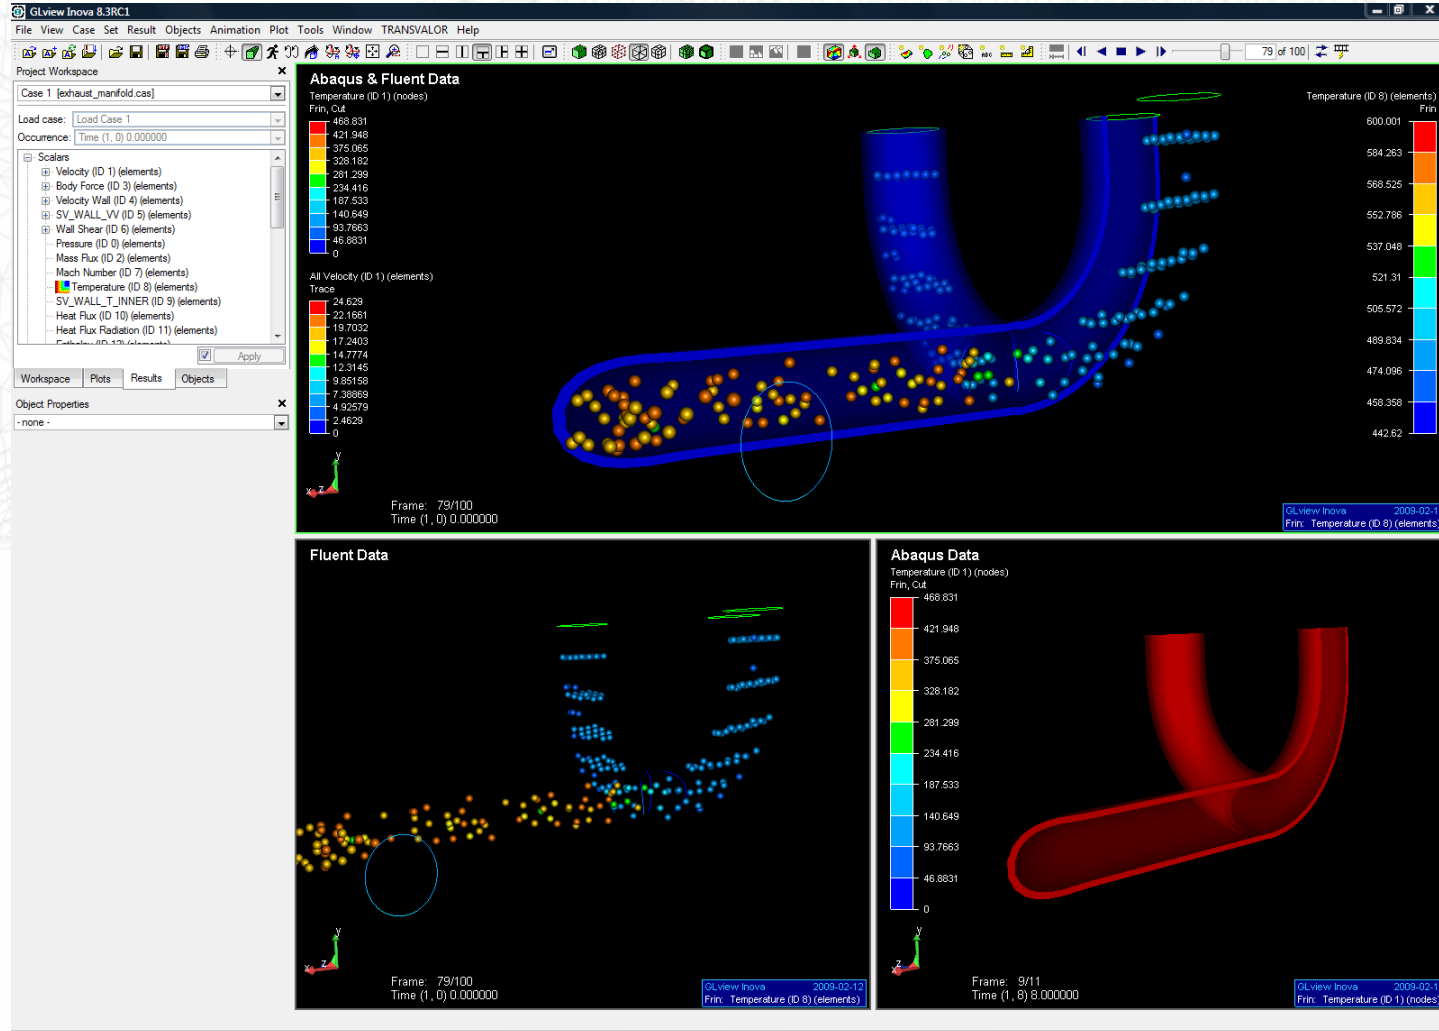 GLview Inova 8.3RC1
File View Case Set Result Objects Animation Plot Tools Window TRANSVALOR Help
79 of 100
Project Workspace
Case 1 [exhaust_manifold.cas]
Load case: Load Case 1
Occurrence: Time (1, 0) 0.000000
Scalars
Velocity (ID 1) (elements)
Body Force (ID 3) (elements)
Velocity Wall (ID 4) (elements)
SV_WALL_VV (ID 5) (elements)
Wall Shear (ID 6) (elements)
Pressure (ID 0) (elements)
Mass Flux (ID 2) (elements)
Mach Number (ID 7) (elements)
Temperature (ID 8) (elements)
SV_WALL_T_INNER (ID 9) (elements)
Heat Flux (ID 10) (elements)
Heat Flux Radiation (ID 11) (elements)
Apply
Workspace Plots Results Objects
Object Properties
- none -
Abaqus & Fluent Data
Temperature (ID 1) (nodes)
Frin, Cut
468.831
421.948
375.065
328.182
281.299
234.416
187.533
140.649
93.7663
46.8831
0
All Velocity (ID 1) (elements)
Trace
24.629
22.1661
19.7032
17.2403
14.7774
12.3145
9.85158
7.38869
4.92579
2.4629
0
Temperature (ID 8) (elements)
Frin
600.001
584.263
568.525
552.786
537.048
521.31
505.572
489.834
474.096
458.358
442.62
y
x z
Frame: 79/100
Time (1, 0) 0.000000
GLview Inova 2009-02-1
Frin: Temperature (ID 8) (elements)
Fluent Data
y
x z
Frame: 79/100
Time (1, 0) 0.000000
GLview Inova 2009-02-12
Frin: Temperature (ID 8) (elements)
Abaqus Data
Temperature (ID 1) (nodes)
Frin, Cut
468.831
421.948
375.065
328.182
281.299
234.416
187.533
140.649
93.7663
46.8831
0
y
x z
Frame: 9/11
Time (1, 8) 8.000000
GLview Inova 2009-02-1
Frin: Temperature (ID 1) (nodes)